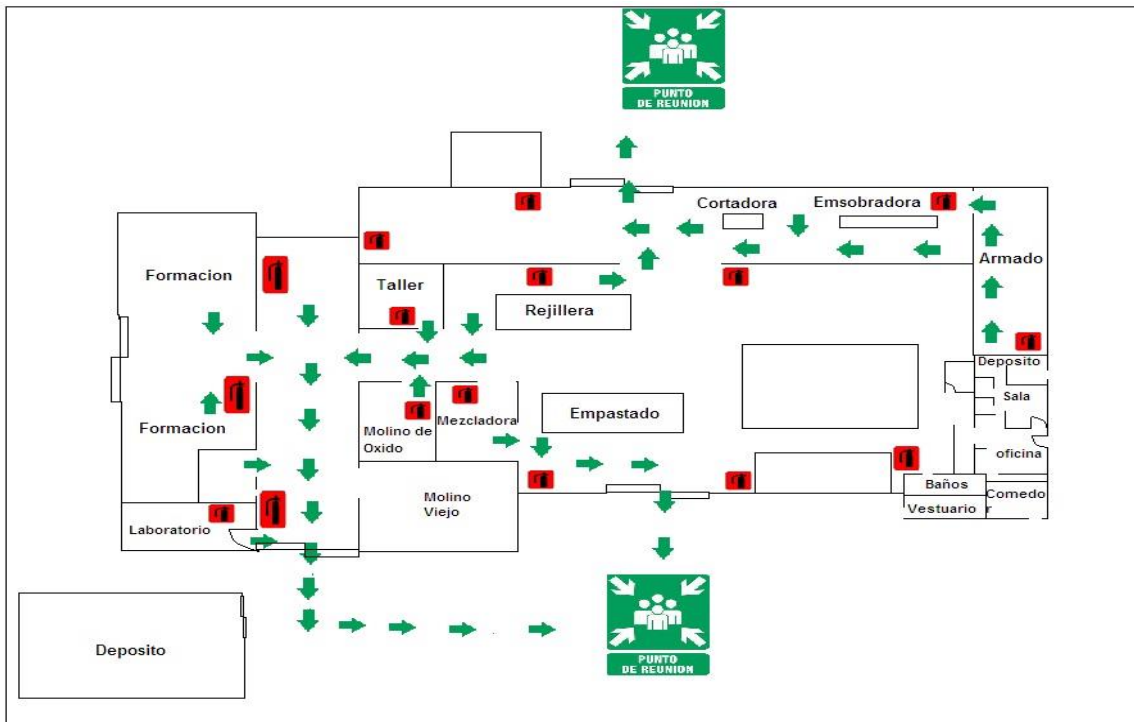 PUNTO
DE REUNION
Cortadora
Emsobradora
Formacion
Taller
Armado
Rejillera
Deposito
Sala
Formacion
Molino de
Oxido
Mezcladora
Empastado
oficina
Laboratorio
Molino
Viejo
Baños
Vestuario
Comedo
r
Deposito
PUNTO
DE REUNION